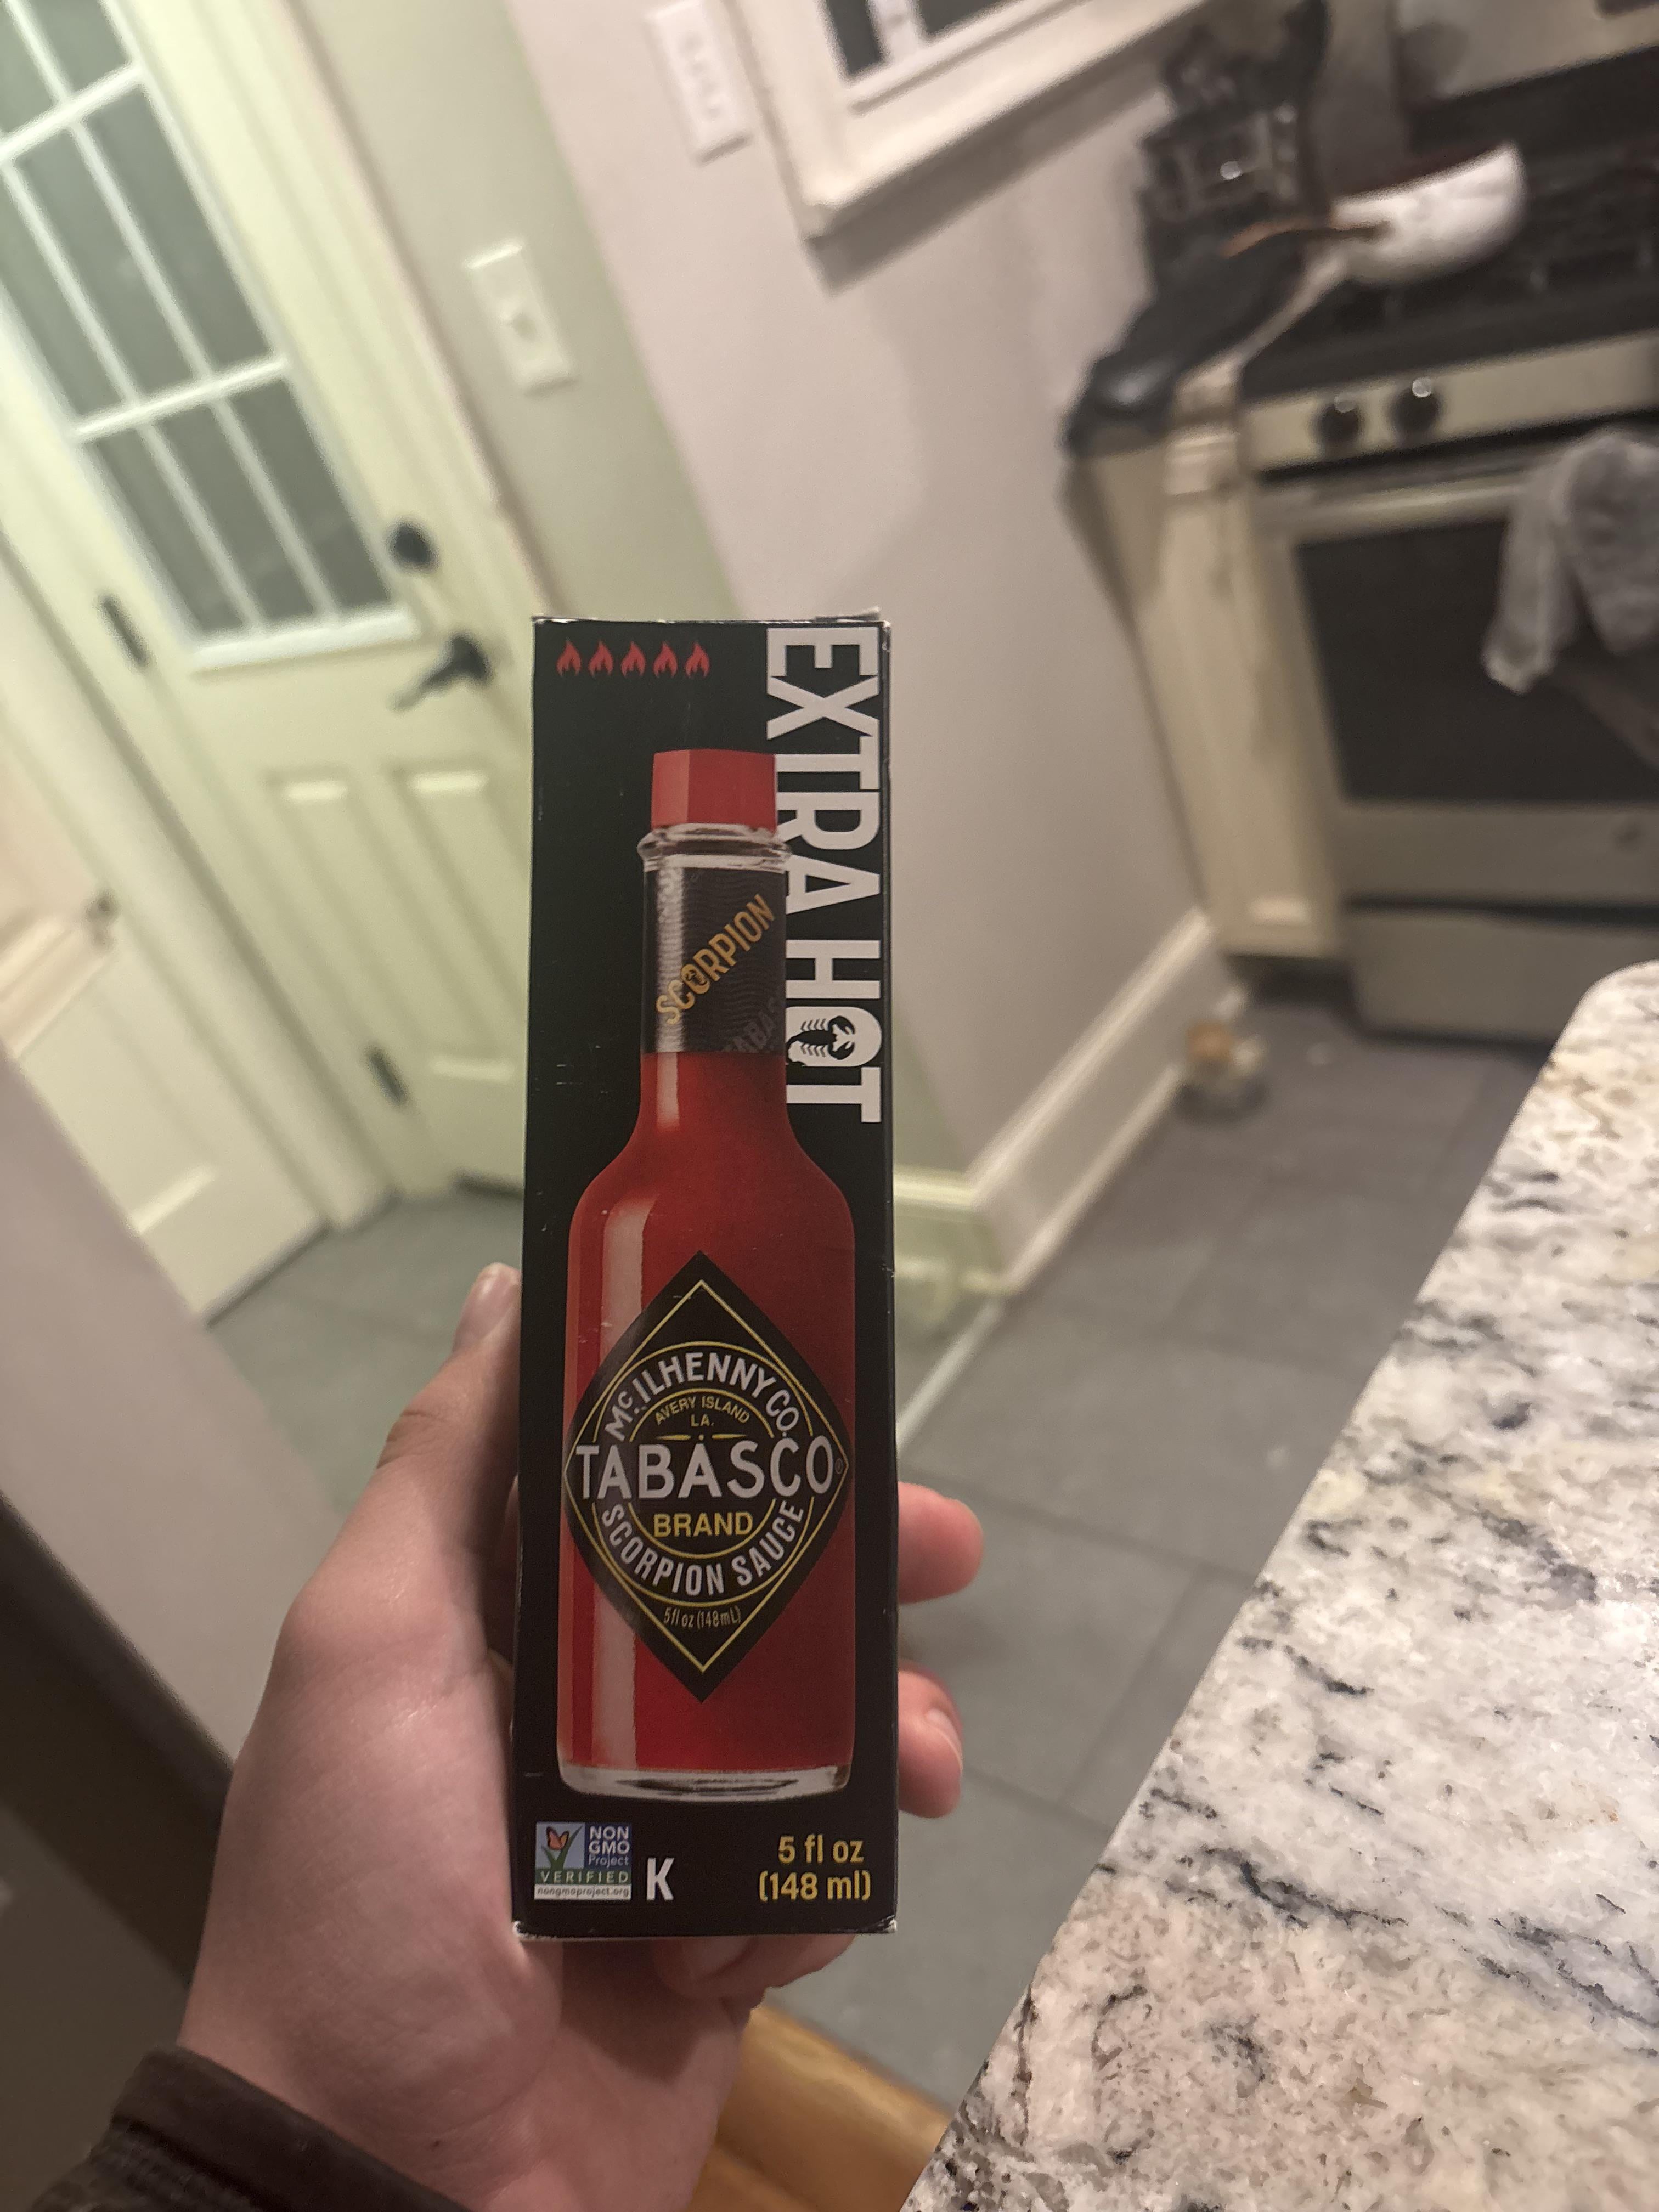 EXTRA HOT
SCORPION
TABAS
McILHENNY CO.
AVERY ISLAND
LA.
TABASCO®
BRAND
SCORPION SAUCE
5 fl oz (148 mL)
NON
GMO
Project
VERIFIED
nongmoproject.org
K
5 fl oz
(148 ml)